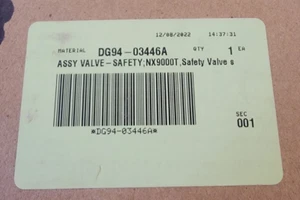 12/08/2022 14:37:31
MATERIAL DG94-03446A QTY 1 EA
ASSY VALVE-SAFETY;NX9000T,Safety Valve s
SEC
001
*DG94-03446A*